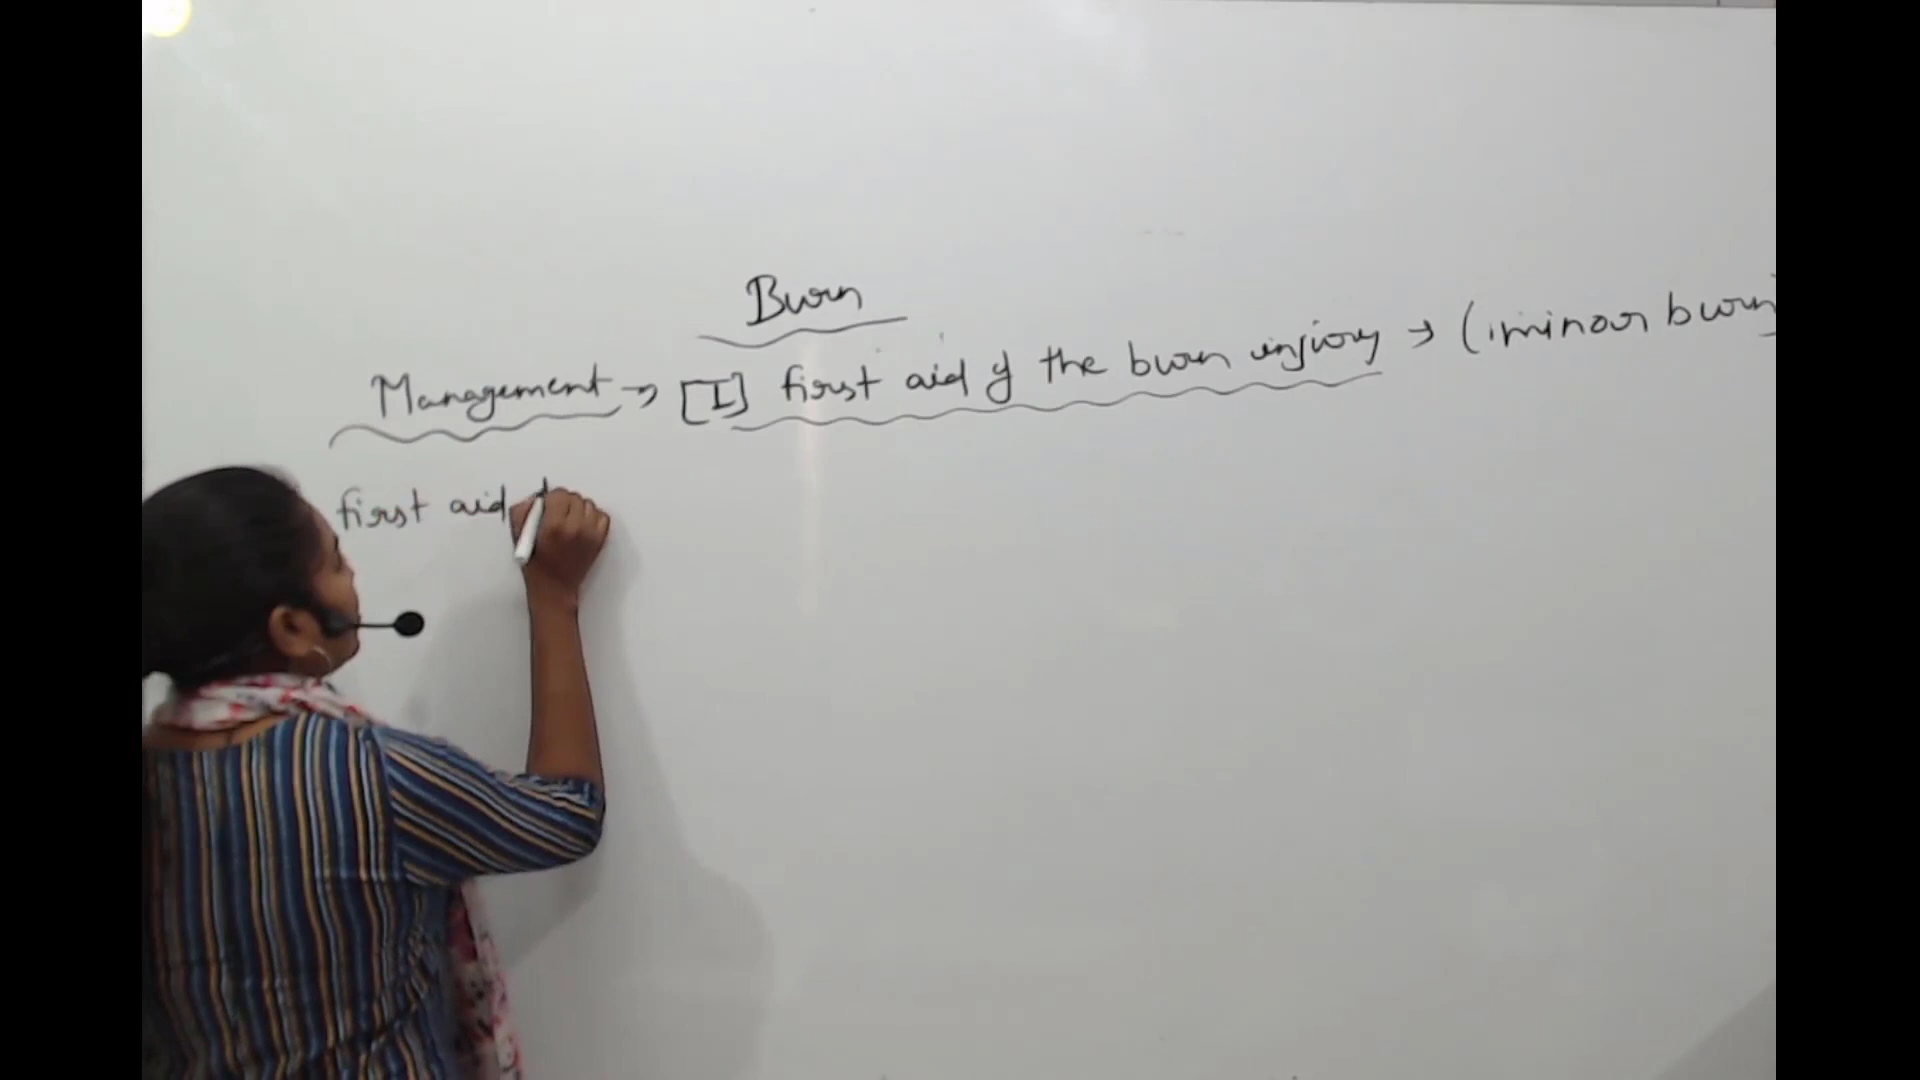 Burn
Management → [I] first aid of the burn injury → (minor burn)
first aid